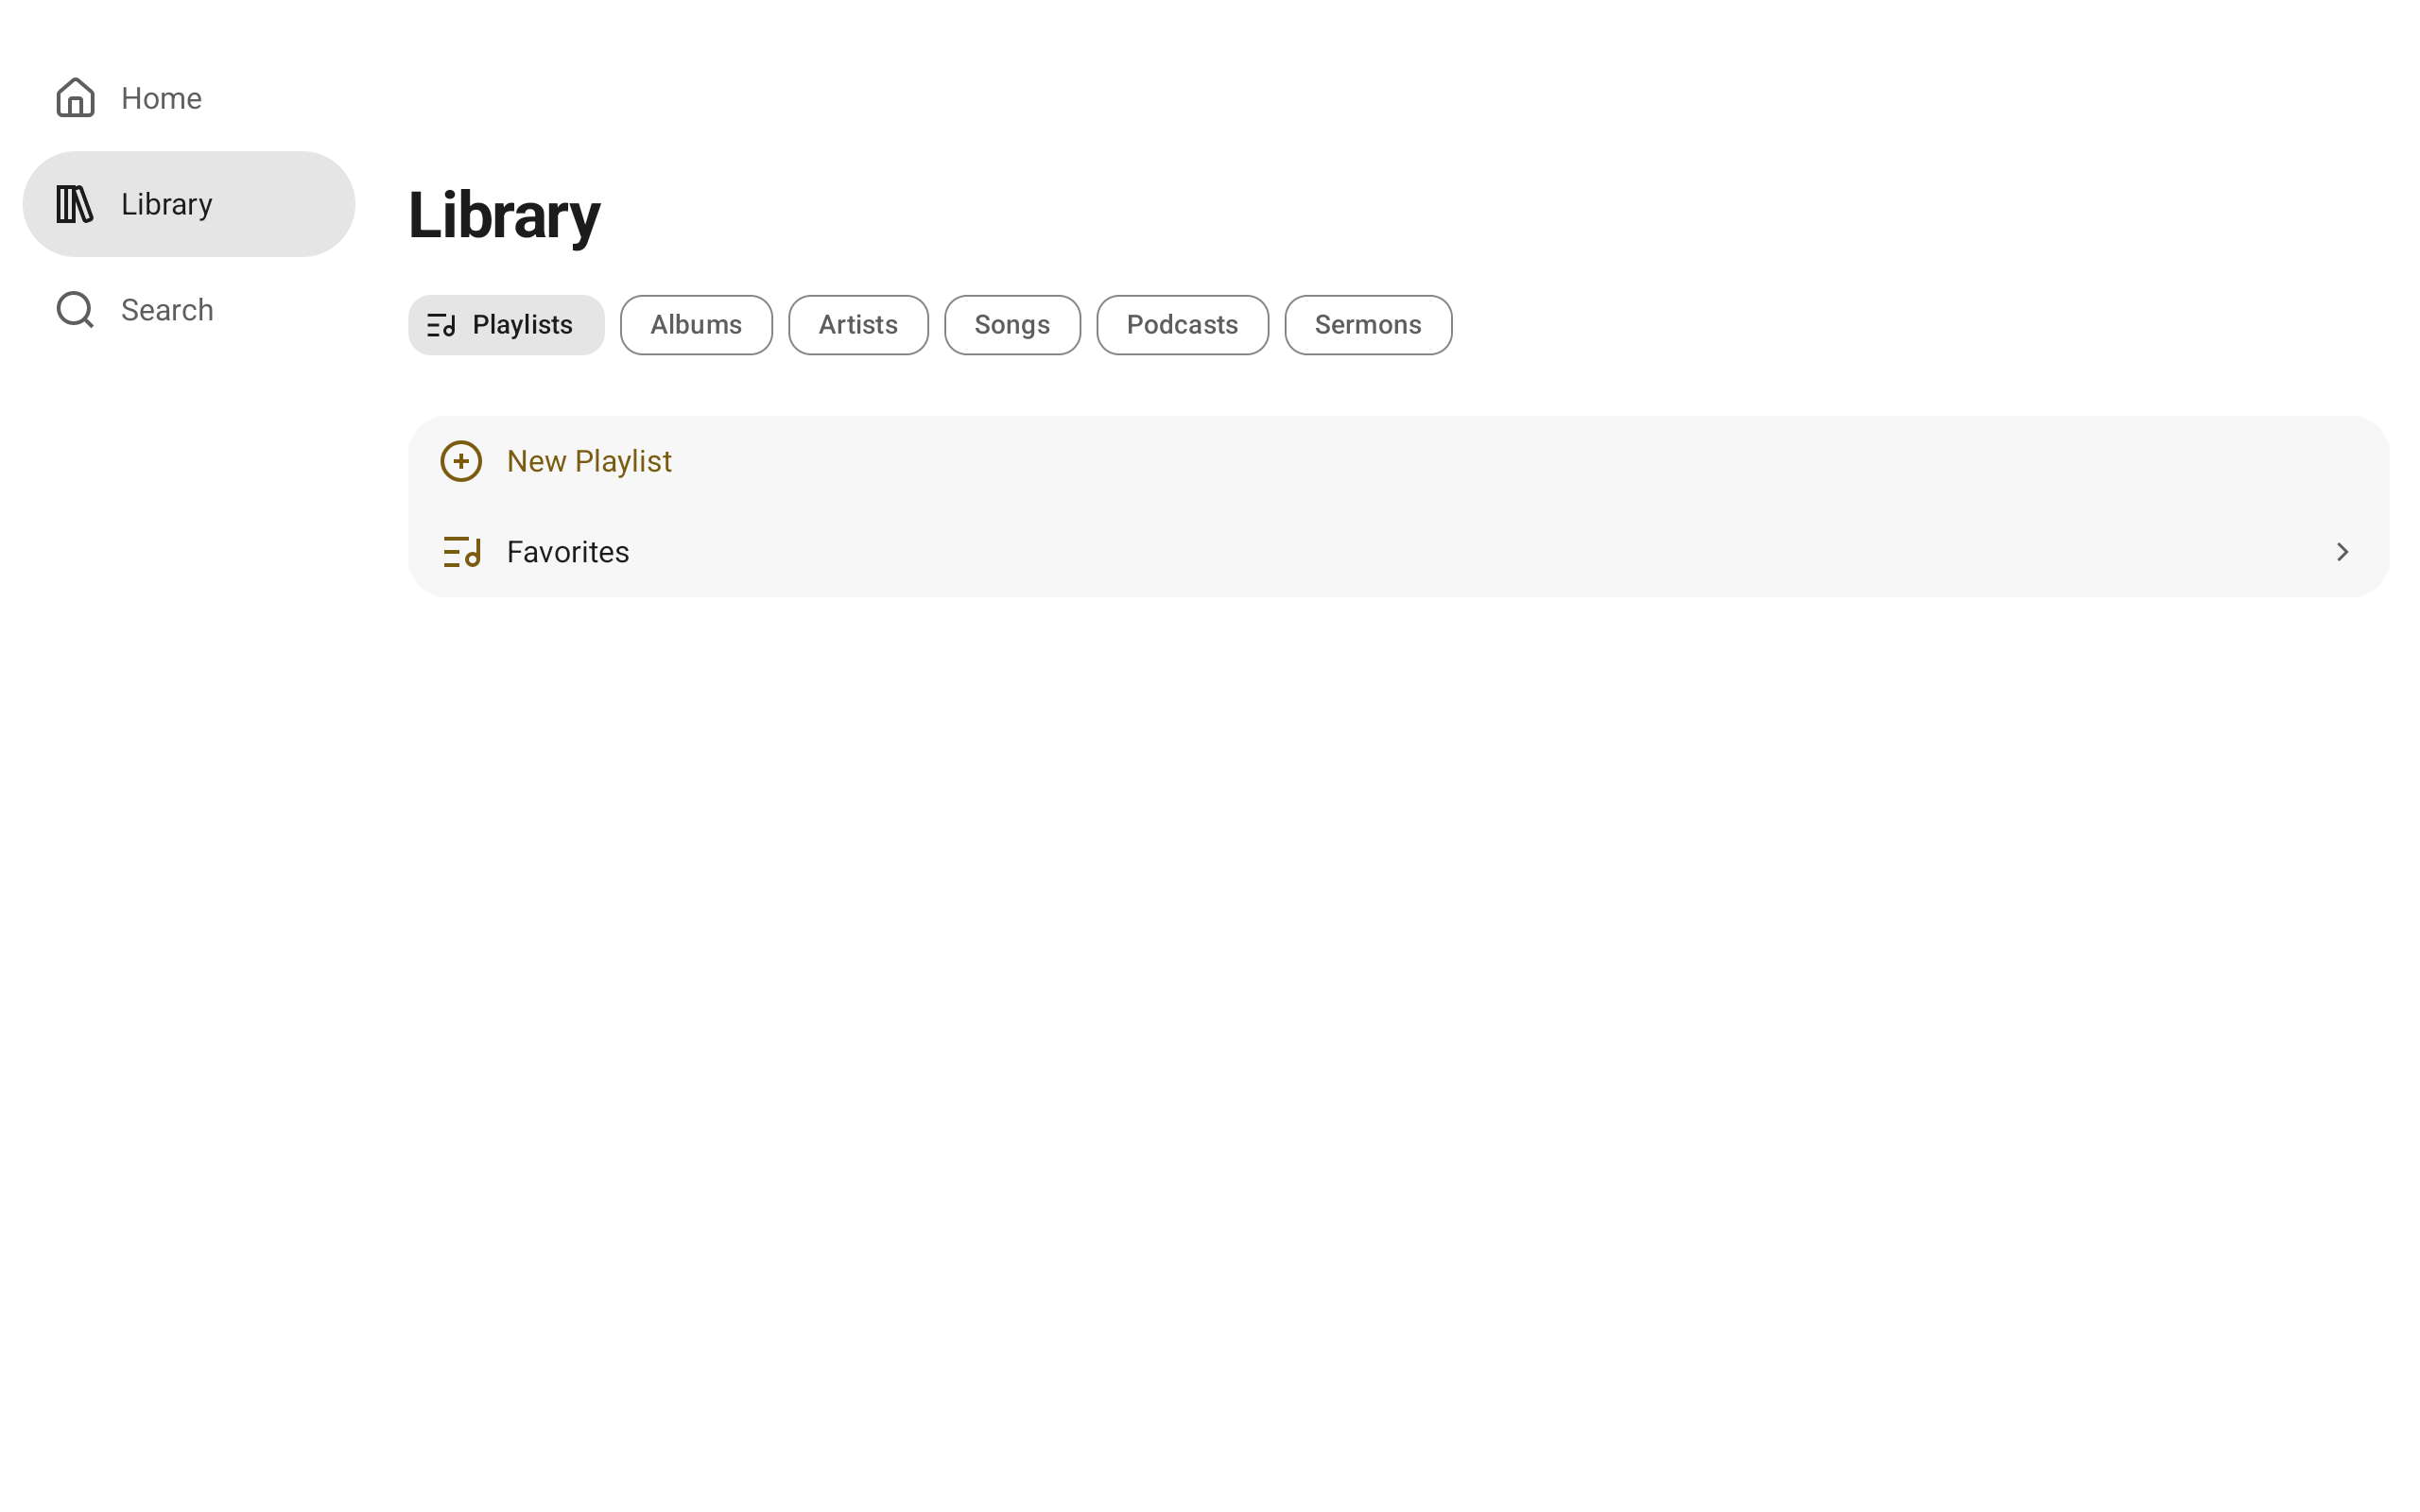 Home
Library
Search
Library
Playlists Albums Artists Songs Podcasts Sermons
New Playlist
Favorites